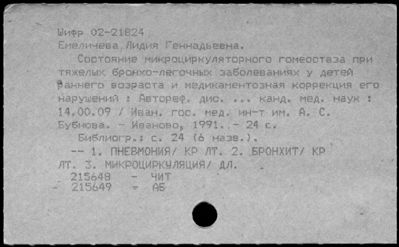 Шифр 02-21824
Емеличева Лидия Геннадьевна.
Состояние микроциркуляторного гомеостаза при
тяжелых бронхо-легочных заболеваниях у детей
раннего возраста и медикаментозная коррекция его
нарушений : Автореф. дис. ... канд. мед. наук :
14.00.09 / Иван. гос. мед. ин-т им. А. С.
Бубнова. - Иваново, 1991. - 24 с.
Библиогр.: с. 24 (6 назв.).
-- 1. ПНЕВМОНИЯ/ КР ЛТ. 2. БРОНХИТ/ КР
ЛТ. 3. МИКРОЦИРКУЛЯЦИЯ/ ДЛ.
215648 - ЧИТ
215649 - АБ